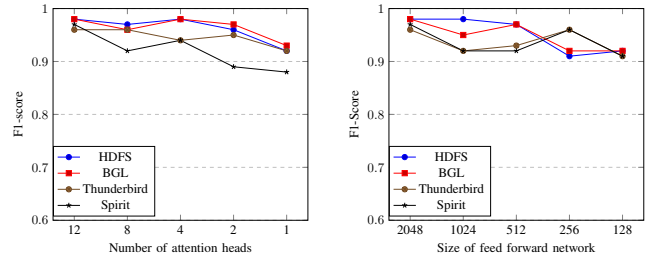 1
0.9
0.8
0.7
0.6
F1-score
HDFS
BGL
Thunderbird
Spirit
12 8 4 2 1
Number of attention heads
1
0.9
0.8
0.7
0.6
F1-Score
HDFS
BGL
Thunderbird
Spirit
2048 1024 512 256 128
Size of feed forward network